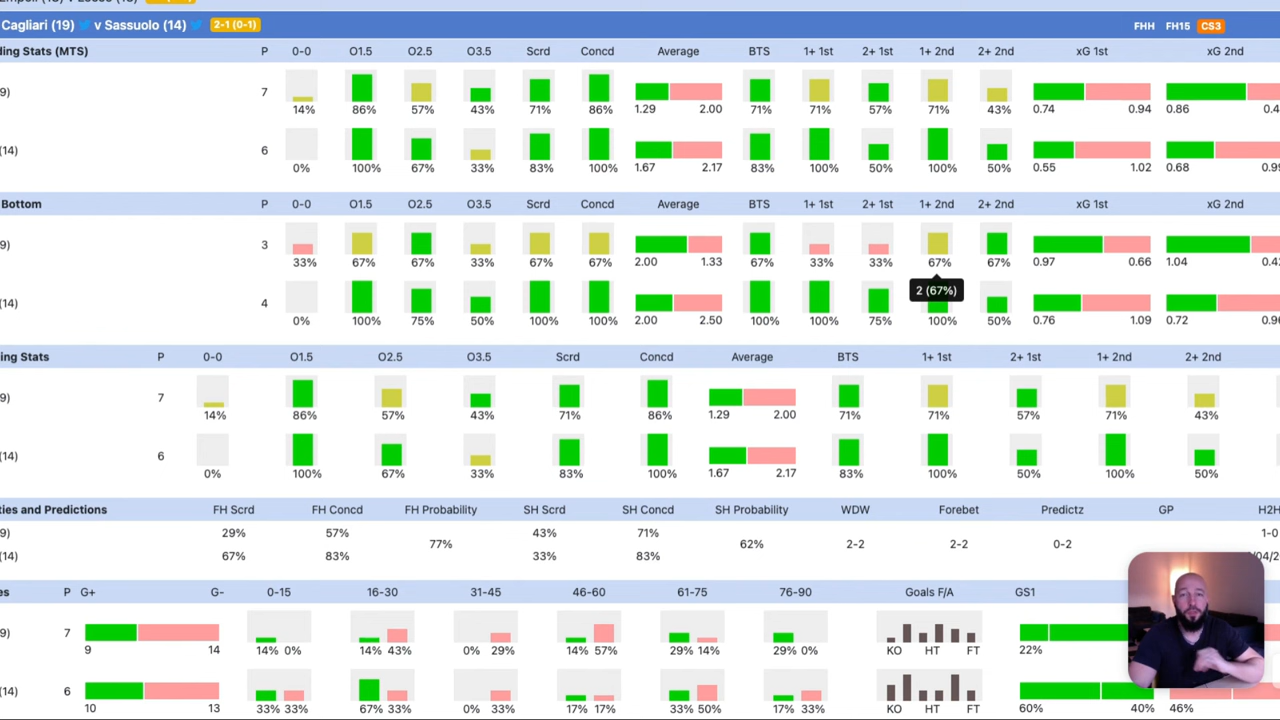 Cagliari (19) v Sassuolo (14) 2-1 (0-1) FHH FH15 CS3
ding Stats (MTS) P 0-0 O1.5 O2.5 O3.5 Scrd Concd Average BTS 1+ 1st 2+ 1st 1+ 2nd 2+ 2nd xG 1st xG 2nd
9) 7
14% 86% 57% 43% 71% 86% 1.29 2.00 71% 71% 57% 71% 43% 0.74 0.94 0.86 0.4
(14) 6
0% 100% 67% 33% 83% 100% 1.67 2.17 83% 100% 50% 100% 50% 0.55 1.02 0.68 0.99
Bottom P 0-0 O1.5 O2.5 O3.5 Scrd Concd Average BTS 1+ 1st 2+ 1st 1+ 2nd 2+ 2nd xG 1st xG 2nd
9) 3
33% 67% 67% 33% 67% 67% 2.00 1.33 67% 33% 33% 67% 67% 0.97 0.66 1.04 0.43
2 (67%)
(14) 4
0% 100% 75% 50% 100% 100% 2.00 2.50 100% 100% 75% 100% 50% 0.76 1.09 0.72 0.96
ing Stats P 0-0 O1.5 O2.5 O3.5 Scrd Concd Average BTS 1+ 1st 2+ 1st 1+ 2nd 2+ 2nd
9) 7
14% 86% 57% 43% 71% 86% 1.29 2.00 71% 71% 57% 71% 43%
(14) 6
0% 100% 67% 33% 83% 100% 1.67 2.17 83% 100% 50% 100% 50%
ties and Predictions FH Scrd FH Concd FH Probability SH Scrd SH Concd SH Probability WDW Forebet Predictz GP H2H
9) 29% 57% 43% 71% 1-0
77% 62% 2-2 2-2 0-2
(14) 67% 83% 33% 83% /04/2
es P G+ G- 0-15 16-30 31-45 46-60 61-75 76-90 Goals F/A GS1
9) 7
9 14 14% 0% 14% 43% 0% 29% 14% 57% 29% 14% 29% 0% KO HT FT 22%
(14) 6
10 13 33% 33% 67% 33% 0% 33% 17% 17% 33% 50% 17% 33% KO HT FT 60% 40% 46%